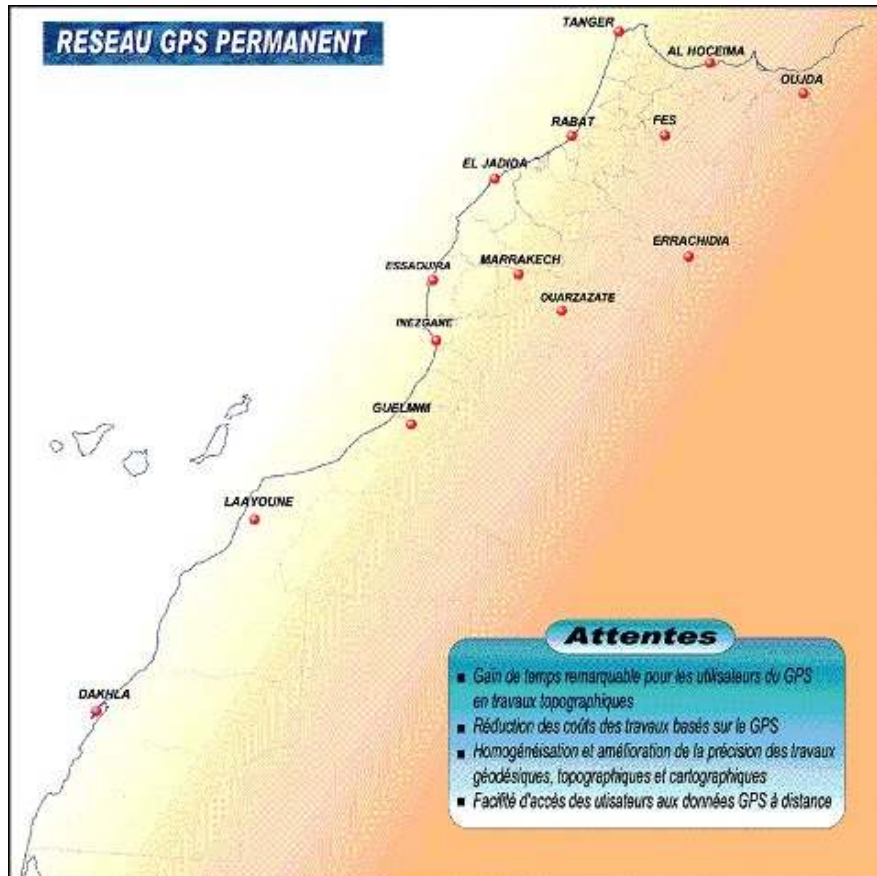 RESEAU GPS PERMANENT
TANGER
AL HOCEIMA
OUJDA
RABAT
FES
EL JADIDA
ERRACHIDIA
ESSAOUIRA
MARRAKECH
OUARZAZATE
INEZGANE
GUELMIM
LAAYOUNE
DAKHLA
Attentes
■ Gain de temps remarquable pour les utilisateurs du GPS
en travaux topographiques
■ Réduction des coûts des travaux basés sur le GPS
■ Homogénéisation et amélioration de la précision des travaux
géodésiques, topographiques et cartographiques
■ Facilité d'accés des utisateurs aux données GPS à distance